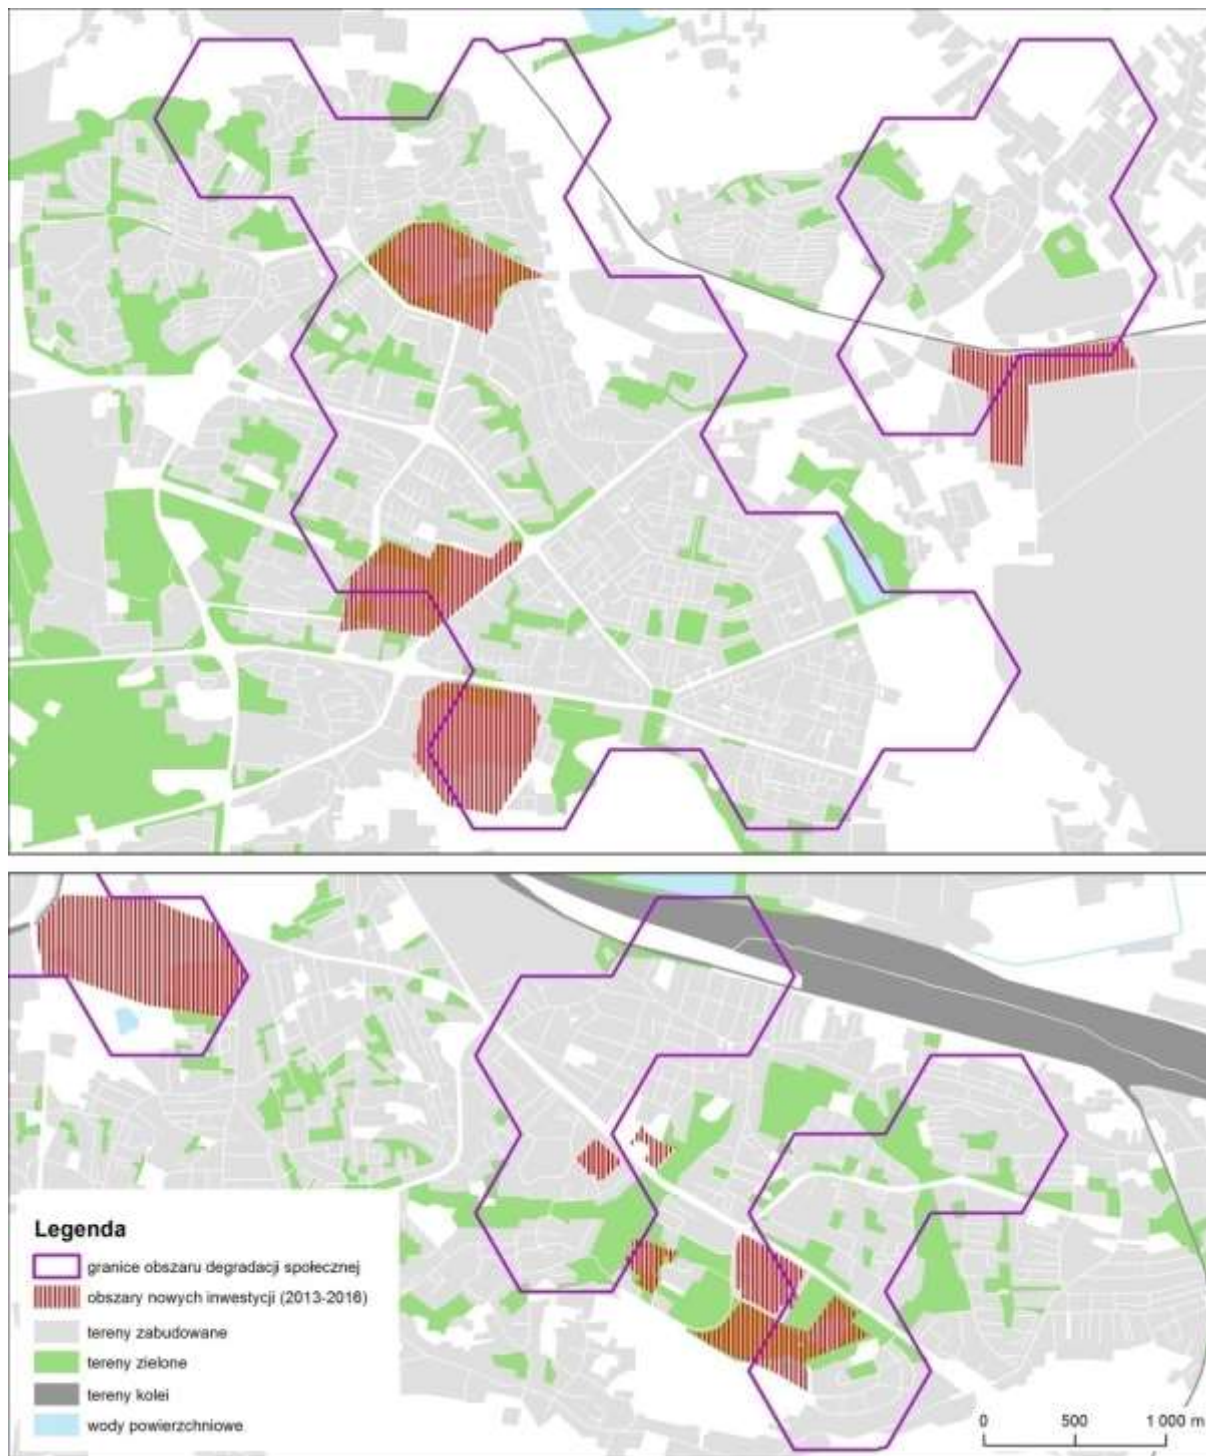 Legenda
granice obszaru degradacji społecznej
obszary nowych inwestycji (2013-2016)
tereny zabudowane
tereny zielone
tereny kolei
wody powierzchniowe
0 500 1 000 m